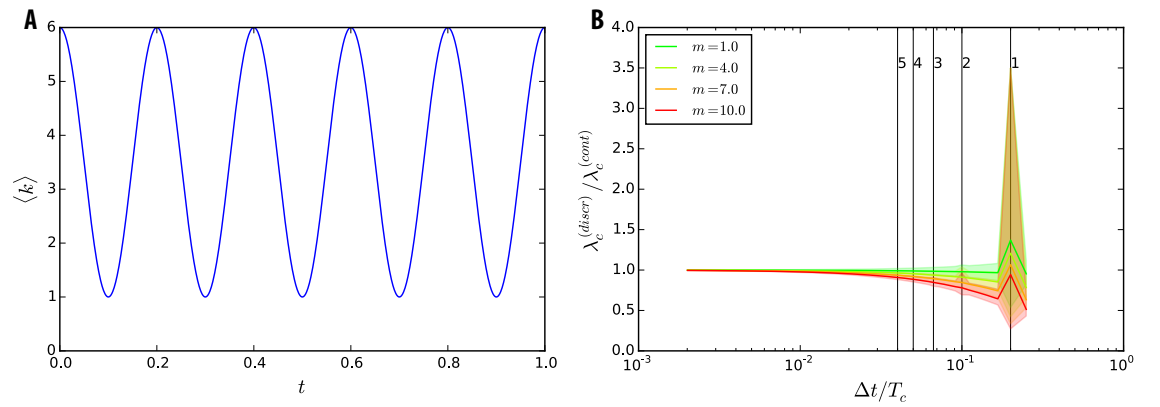 A
⟨k⟩
6
5
4
3
2
1
0
0.0 0.2 0.4 0.6 0.8 1.0
t
B
λ_c^(discr) / λ_c^(cont)
4.0
3.5
3.0
2.5
2.0
1.5
1.0
0.5
0.0
m=1.0
m=4.0
m=7.0
m=10.0
5 4 3 2 1
10⁻³ 10⁻² 10⁻¹ 10⁰
Δt/T_c